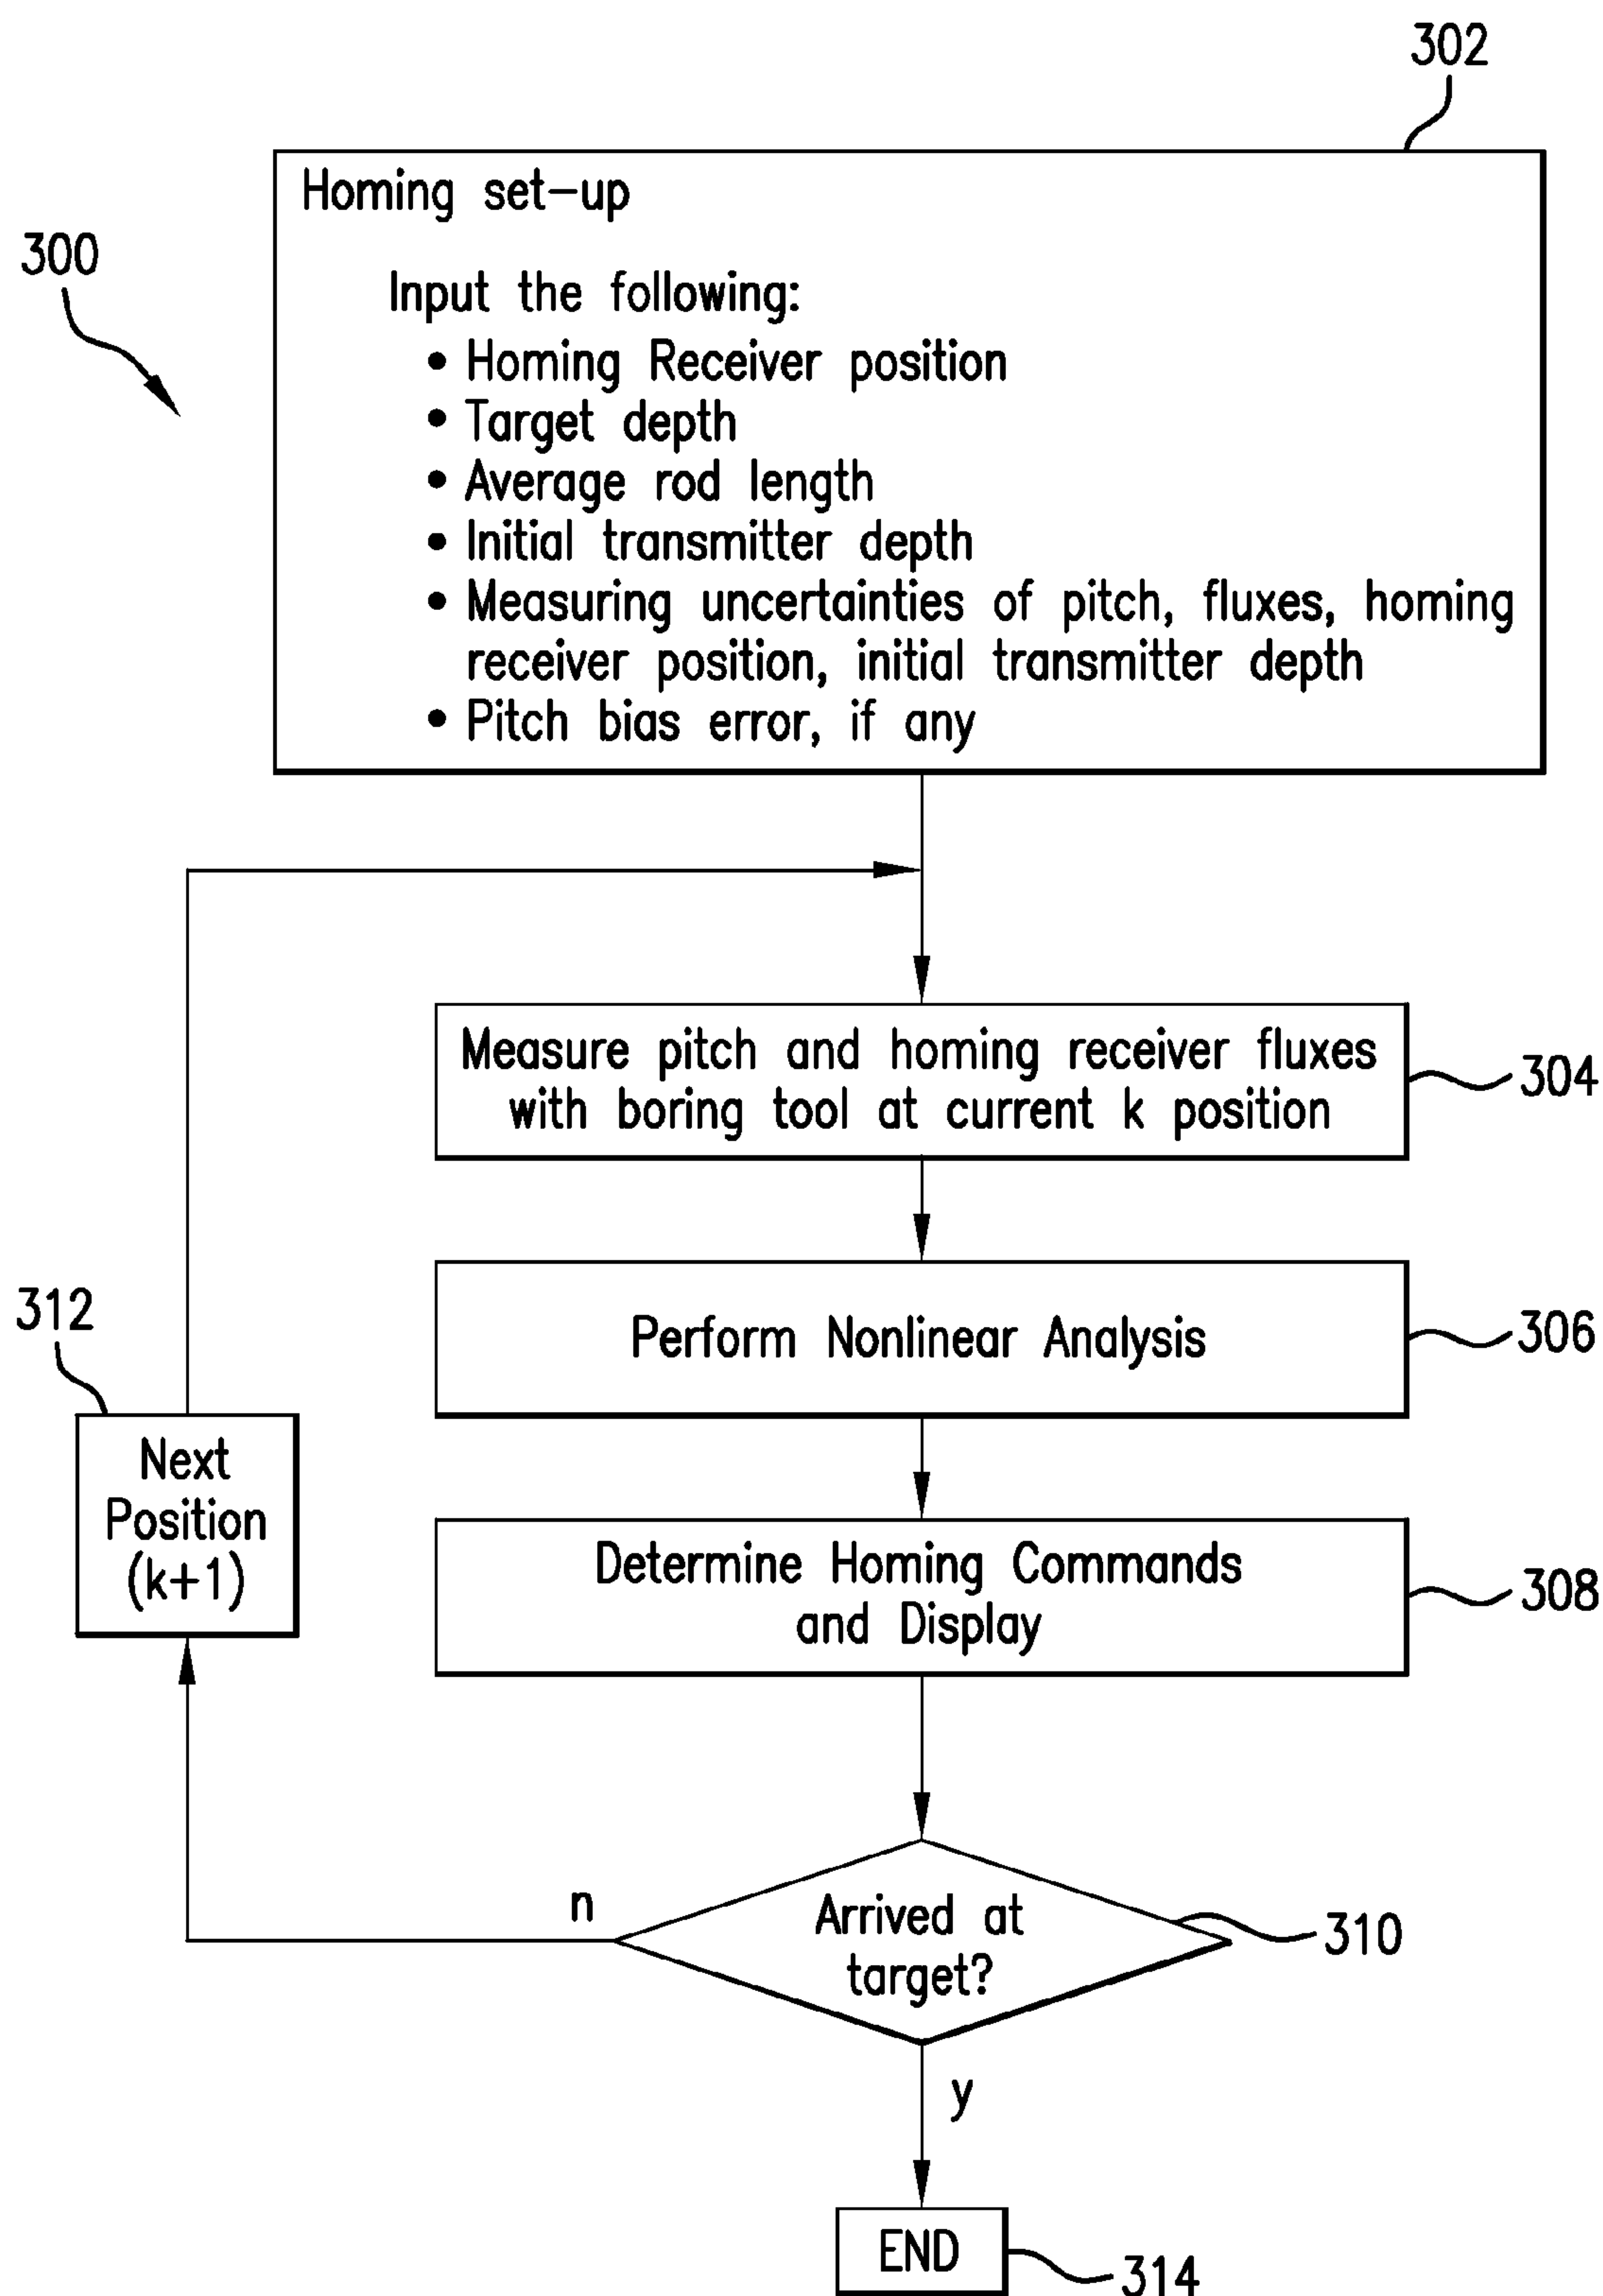 302
Homing set-up
300
Input the following:
• Homing Receiver position
• Target depth
• Average rod length
• Initial transmitter depth
• Measuring uncertainties of pitch, fluxes, homing
receiver position, initial transmitter depth
• Pitch bias error, if any
Measure pitch and homing receiver fluxes
with boring tool at current k position
304
312
Perform Nonlinear Analysis
306
Next
Position
(k+1)
Determine Homing Commands
and Display
308
n
Arrived at
target?
310
y
END
314